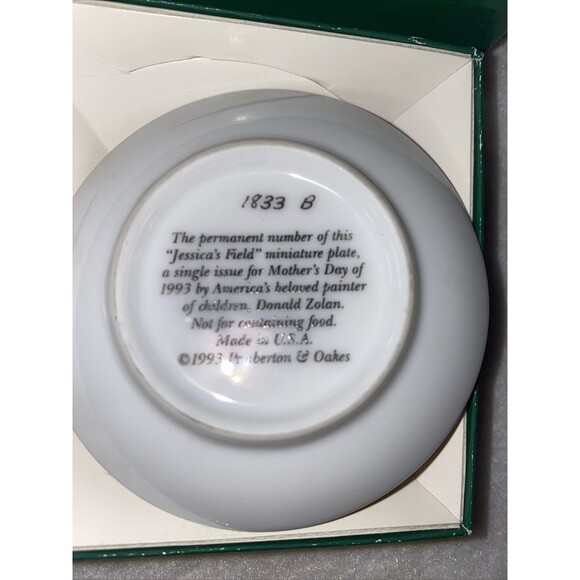 1833 B
The permanent number of this
"Jessica's Field" miniature plate,
a single issue for Mother's Day of
1993 by America's beloved painter
of children, Donald Zolan.
Not for containing food.
Made in U.S.A.
©1993 Pemberton & Oakes